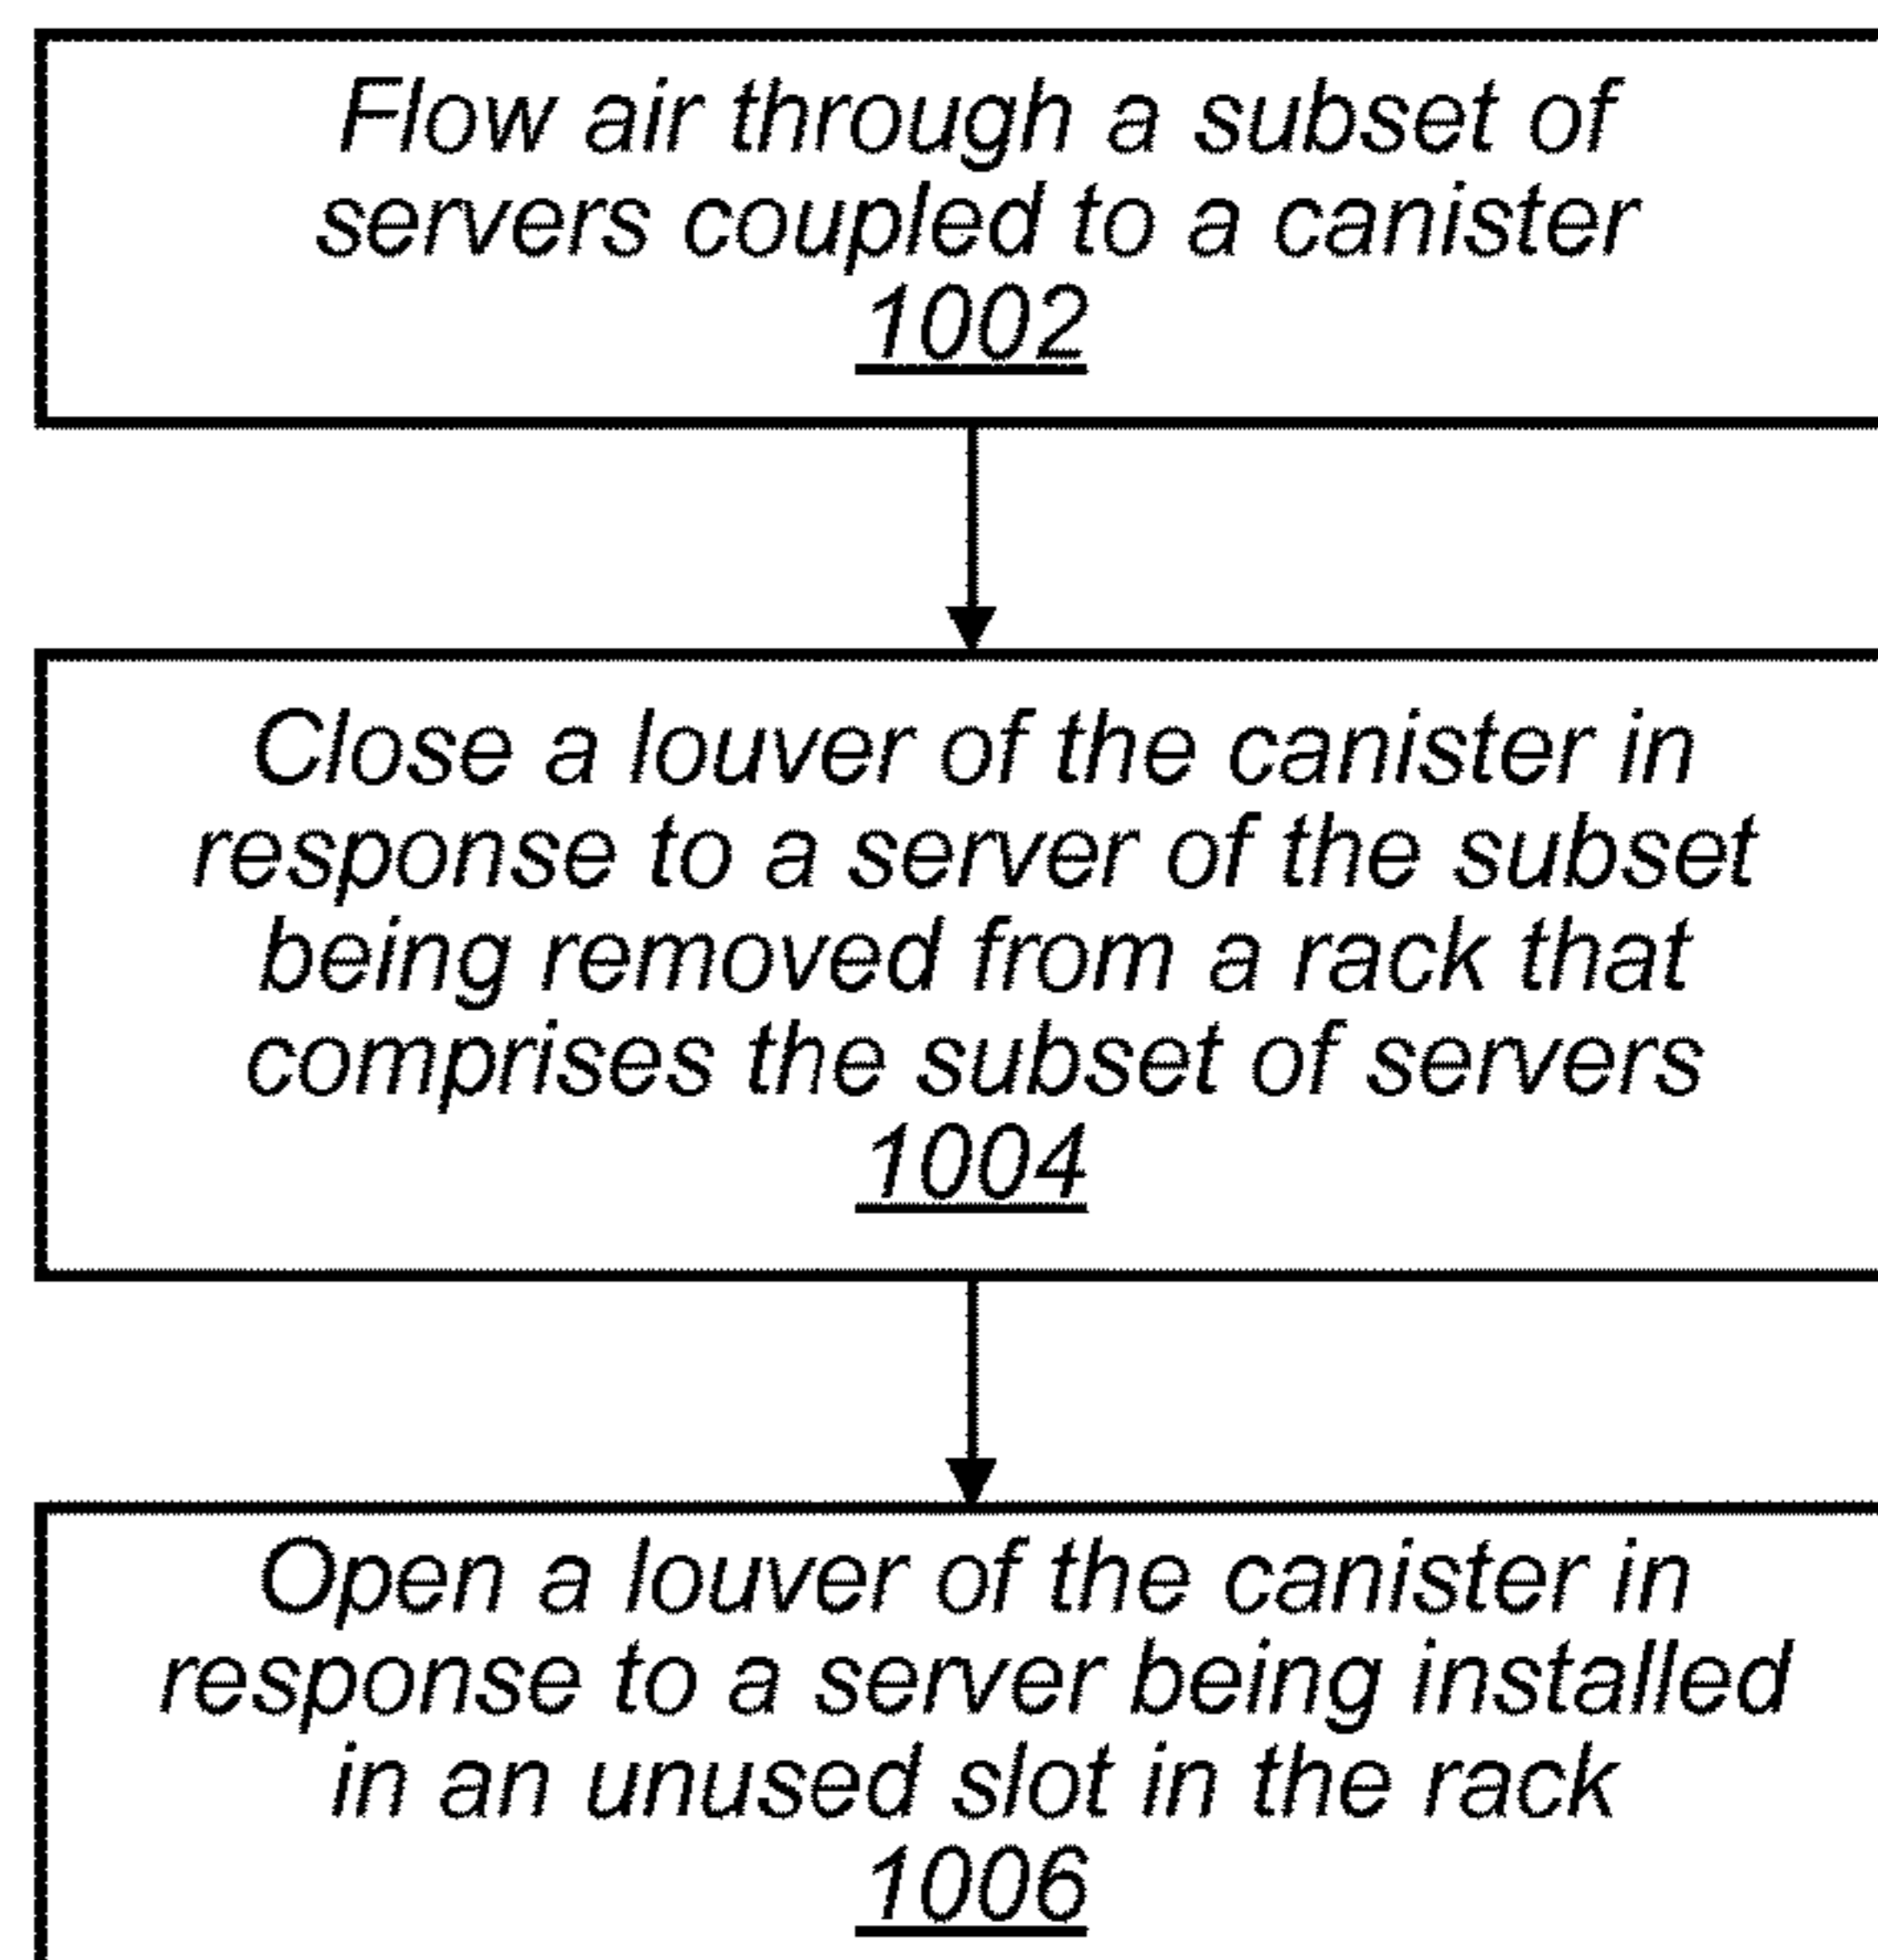 Flow air through a subset of
servers coupled to a canister
1002
Close a louver of the canister in
response to a server of the subset
being removed from a rack that
comprises the subset of servers
1004
Open a louver of the canister in
response to a server being installed
in an unused slot in the rack
1006